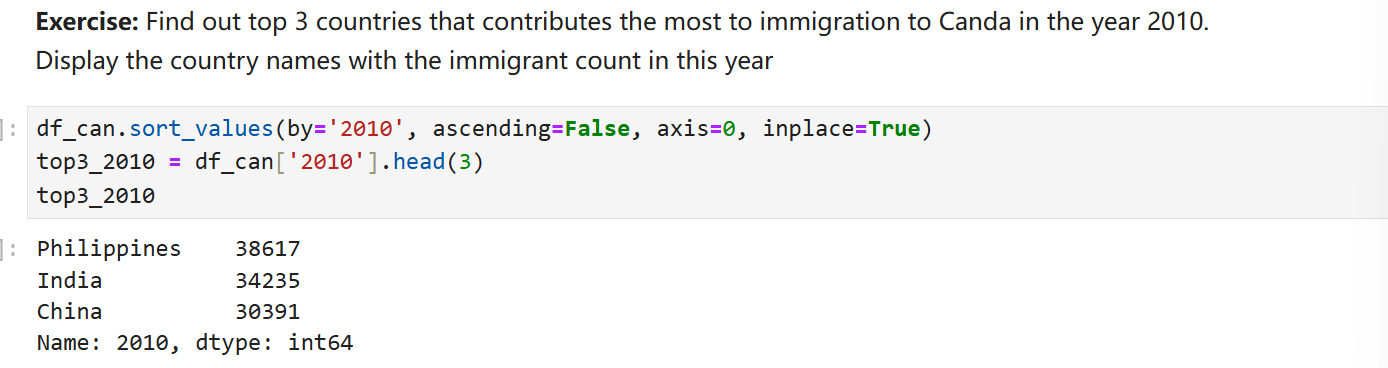 Exercise: Find out top 3 countries that contributes the most to immigration to Canda in the year 2010.
Display the country names with the immigrant count in this year
]: df_can.sort_values(by='2010', ascending=False, axis=0, inplace=True)
top3_2010 = df_can['2010'].head(3)
top3_2010
]: Philippines    38617
India          34235
China          30391
Name: 2010, dtype: int64